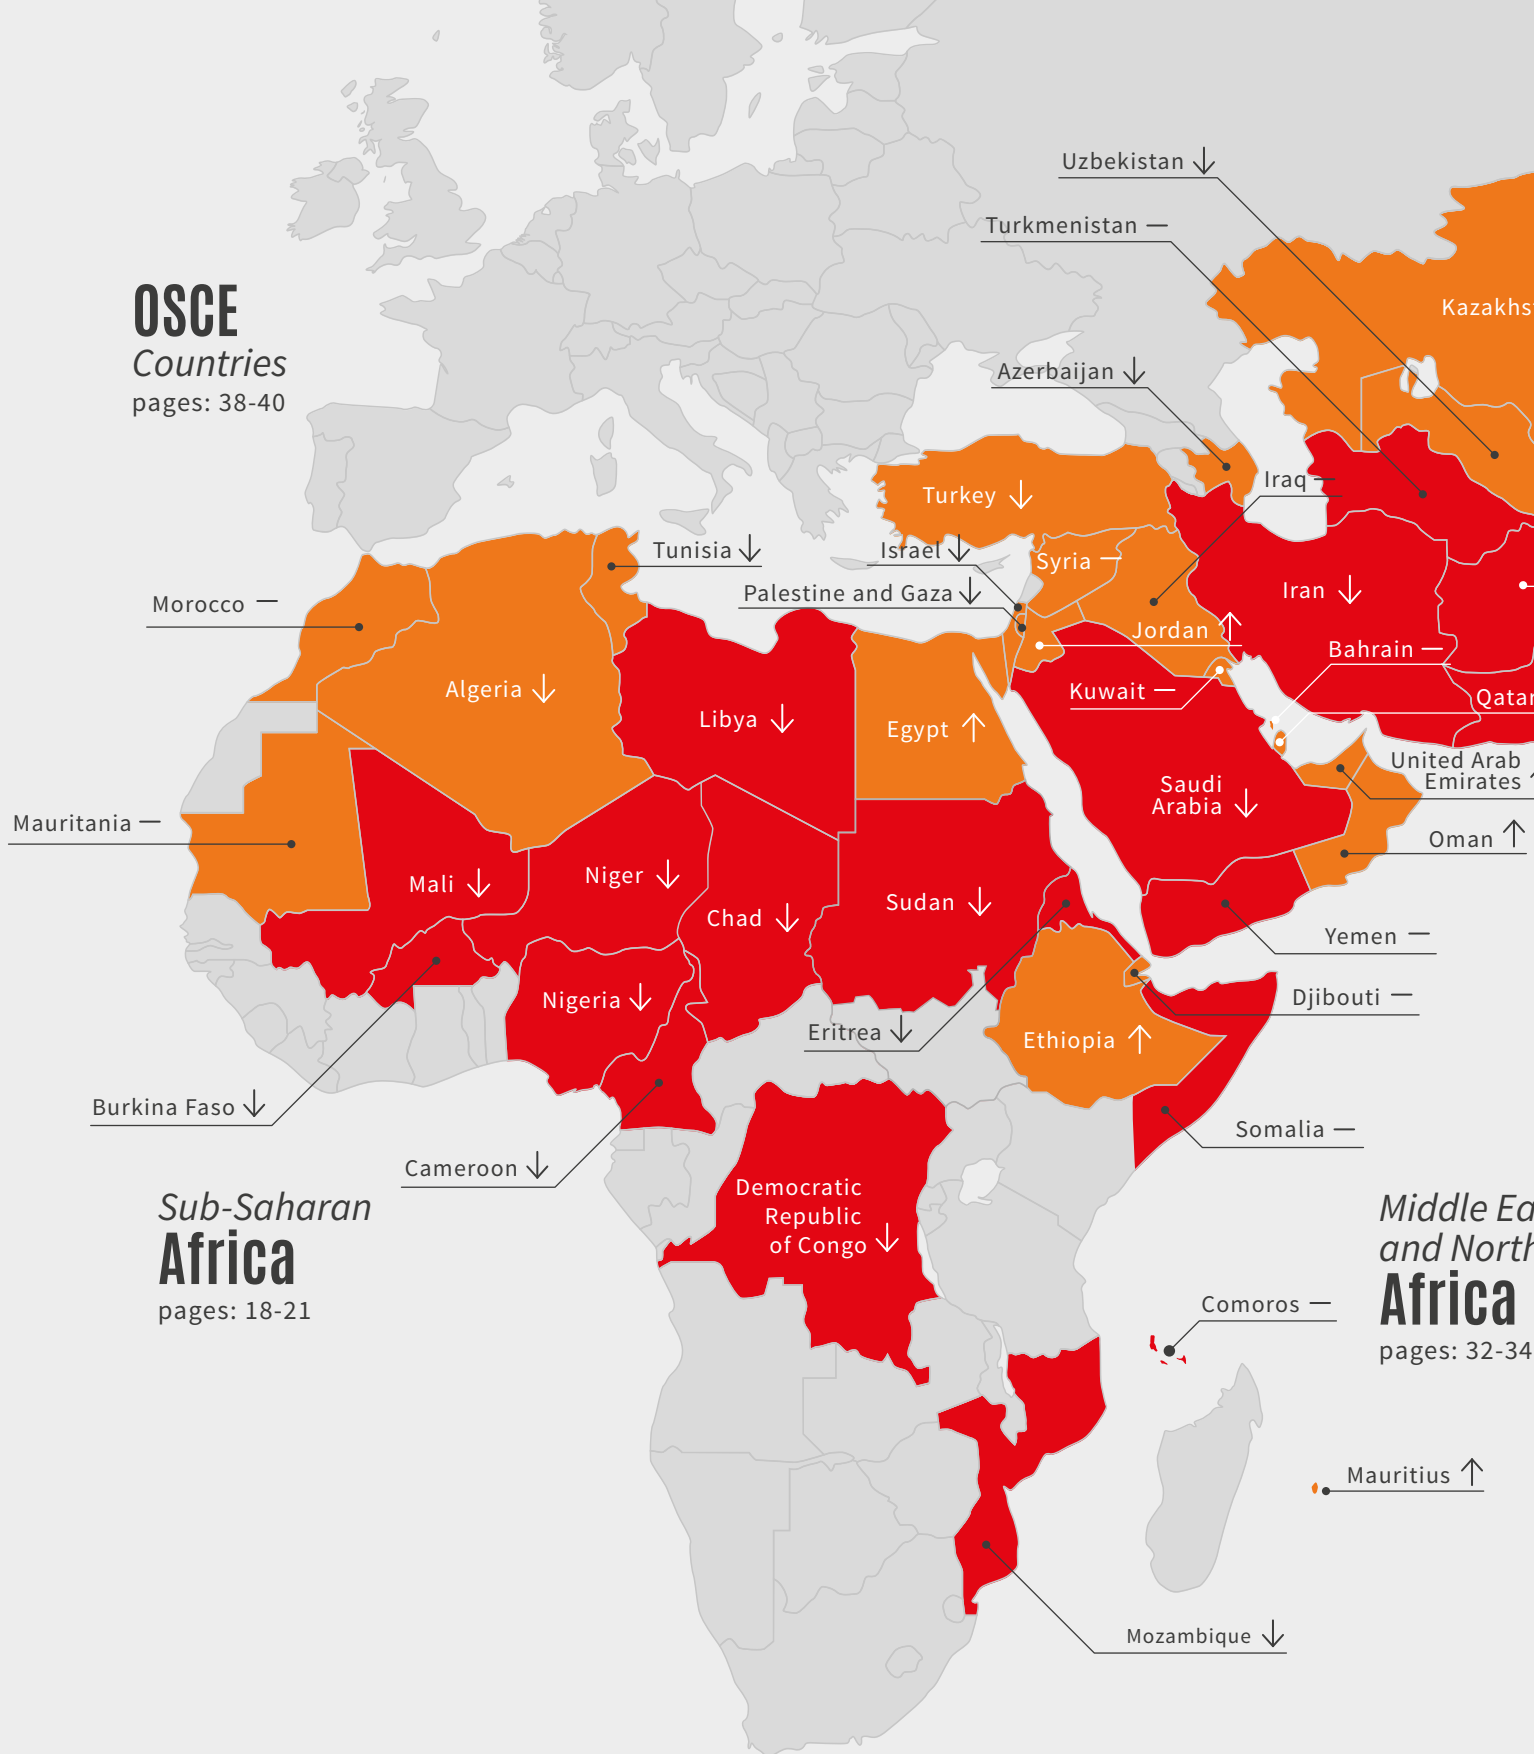 Uzbekistan ↓
Turkmenistan —
OSCE
Countries
pages: 38-40
Kazakhs
Azerbaijan ↓
Iraq —
Turkey ↓
Tunisia ↓
Israel ↓
Syria —
Palestine and Gaza ↓
Iran ↓
Morocco —
Jordan ↑
Bahrain —
Algeria ↓
Kuwait —
Qatar
Libya ↓
Egypt ↑
United Arab
Emirates
Saudi
Arabia ↓
Mauritania —
Oman ↑
Mali ↓
Niger ↓
Chad ↓
Sudan ↓
Yemen —
Nigeria ↓
Djibouti —
Eritrea ↓
Ethiopia ↑
Burkina Faso ↓
Somalia —
Cameroon ↓
Democratic
Republic
of Congo ↓
Sub-Saharan
Africa
pages: 18-21
Middle Ea
and North
Africa
pages: 32-34
Comoros —
Mauritius ↑
Mozambique ↓